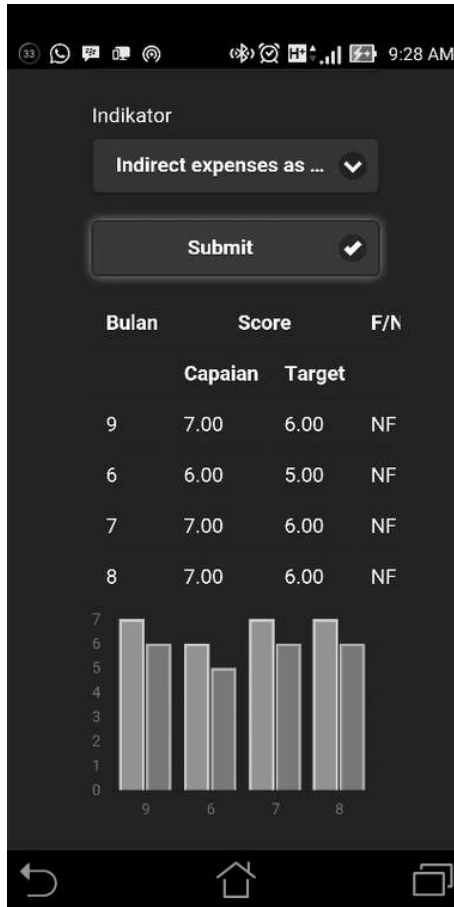 33 H+ 9:28 AM
Indikator
Indirect expenses as ...
Submit
Bulan Score F/N
Capaian Target
9 7.00 6.00 NF
6 6.00 5.00 NF
7 7.00 6.00 NF
8 7.00 6.00 NF
7
6
5
4
3
2
1
0
9 6 7 8